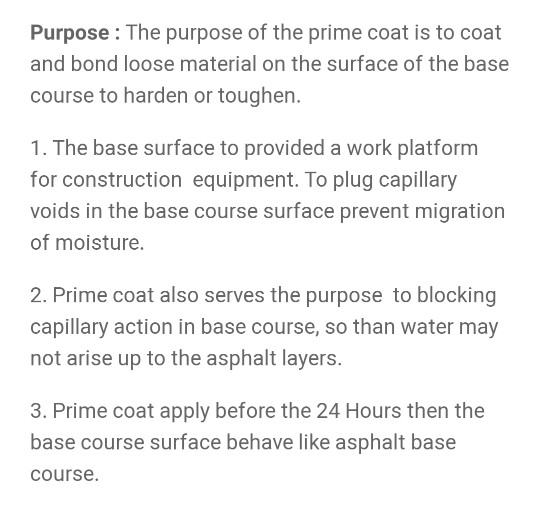 Purpose : The purpose of the prime coat is to coat
and bond loose material on the surface of the base
course to harden or toughen.
1. The base surface to provided a work platform
for construction  equipment. To plug capillary
voids in the base course surface prevent migration
of moisture.
2. Prime coat also serves the purpose  to blocking
capillary action in base course, so than water may
not arise up to the asphalt layers.
3. Prime coat apply before the 24 Hours then the
base course surface behave like asphalt base
course.